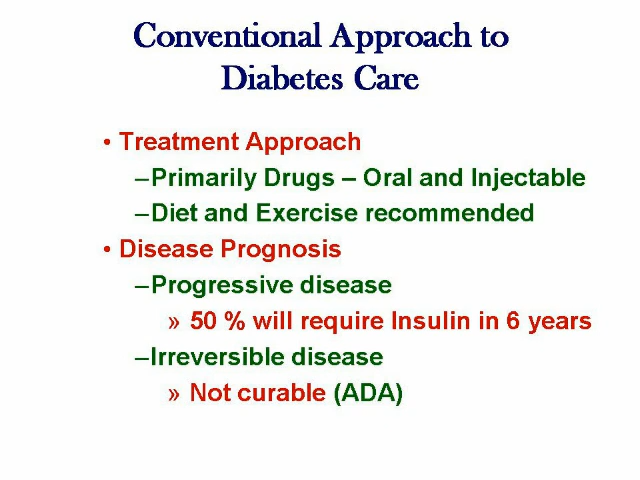 Conventional Approach to
Diabetes Care
• Treatment Approach
–Primarily Drugs – Oral and Injectable
–Diet and Exercise recommended
• Disease Prognosis
–Progressive disease
» 50 % will require Insulin in 6 years
–Irreversible disease
» Not curable (ADA)